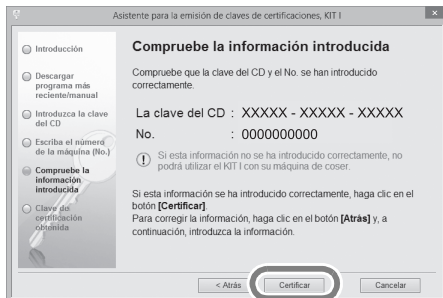 Asistente para la emisión de claves de certificaciones, KIT I
Introducción
Descargar
programa más
reciente/manual
Introduzca la clave
del CD
Escriba el número
de la máquina (No.)
Compruebe la
información
introducida
Clave de
certificación
obtenida
Compruebe la información introducida
Compruebe que la clave del CD y el No. se han introducido
correctamente.
La clave del CD : XXXXX - XXXXX - XXXXX
No. : 0000000000
Si esta información no se ha introducido correctamente, no
podrá utilizar el KIT I con su máquina de coser.
Si esta información se ha introducido correctamente, haga clic en el
botón [Certificar].
Para corregir la información, haga clic en el botón [Atrás] y, a
continuación, introduzca la información.
< Atrás Certificar Cancelar